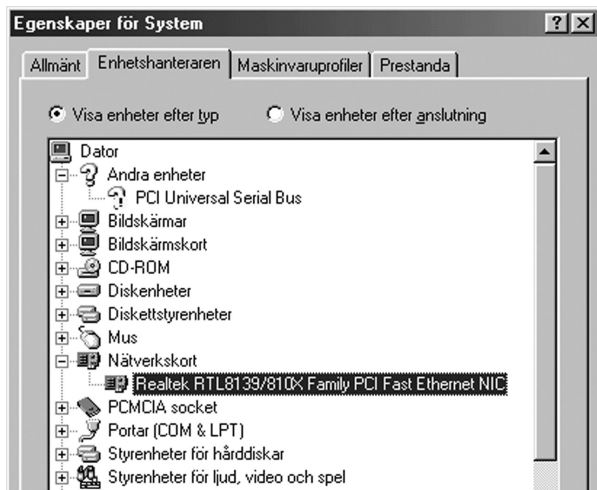 Egenskaper för System
Allmänt Enhetshanteraren Maskinvaruprofiler Prestanda
Visa enheter efter typ Visa enheter efter anslutning
Dator
Andra enheter
PCI Universal Serial Bus
Bildskärmar
Bildskärmskort
CD-ROM
Diskenheter
Diskettstyrenheter
Mus
Nätverkskort
Realtek RTL8139/810X Family PCI Fast Ethernet NIC
PCMCIA socket
Portar (COM & LPT)
Styrenheter för hårddiskar
Styrenheter för ljud, video och spel